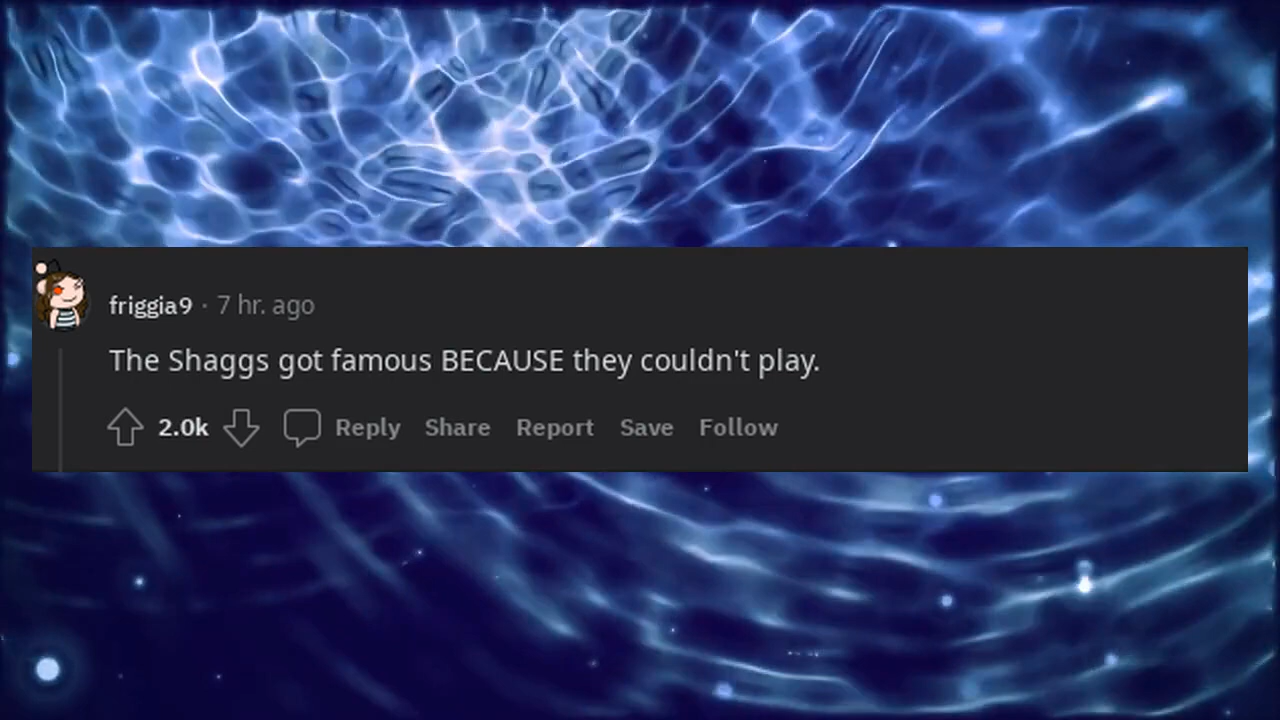 friggia9 · 7 hr. ago
The Shaggs got famous BECAUSE they couldn't play.
2.0k Reply Share Report Save Follow